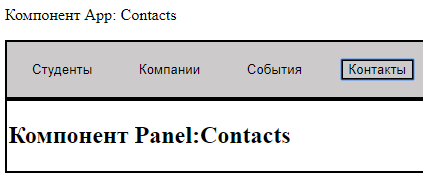 Компонент App: Contacts
Студенты Компании События Контакты
Компонент Panel:Contacts